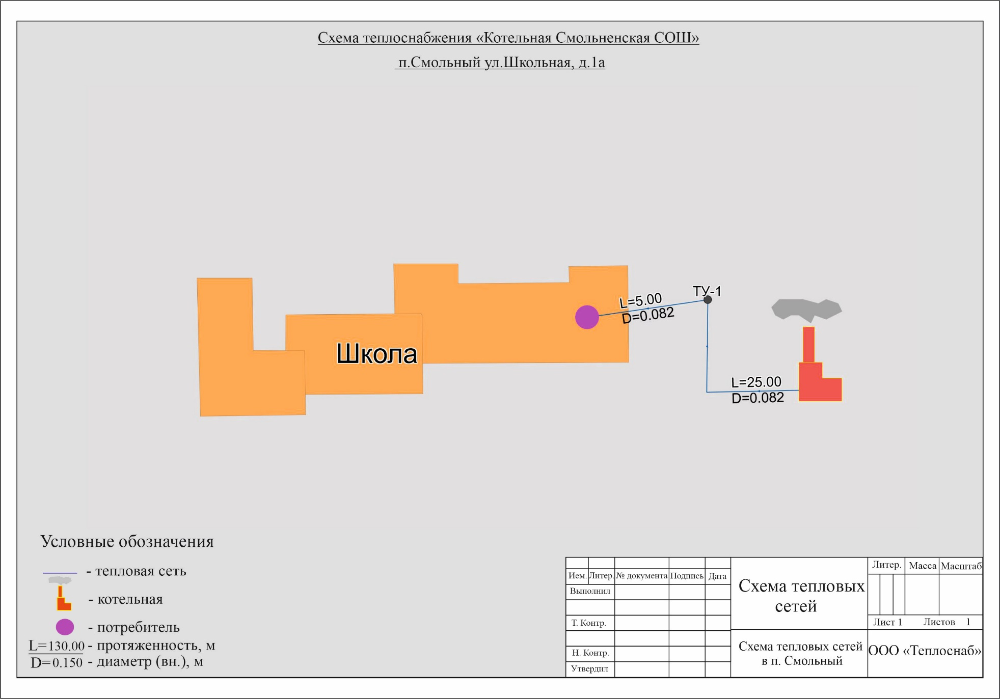 Схема теплоснабжения «Котельная Смольненская СОШ»
п.Смольный ул.Школьная, д.1а
ТУ-1
L=5.00
D=0.082
Школа
L=25.00
D=0.082
Условные обозначения
- тепловая сеть
- котельная
- потребитель
L=130.00 - протяженность, м
D=0.150 - диаметр (вн.), м
Ием. Литер. № документа Подпись Дата
Выполнил
Т. Контр.
Н. Контр.
Утвердил
Схема тепловых
сетей
Схема тепловых сетей
в п. Смольный
Литер. Масса Масштаб
Лист 1 Листов 1
ООО «Теплоснаб»